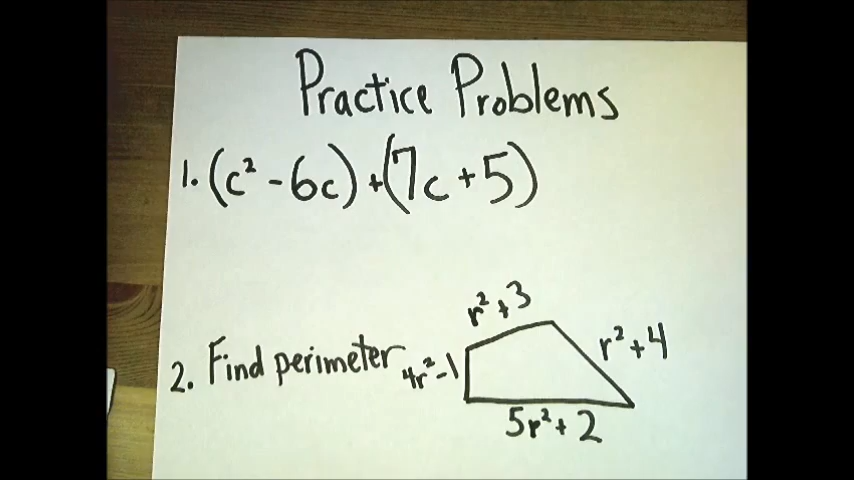 Practice Problems
1. (c² - 6c) + (7c + 5)
r² + 3
2. Find perimeter
4r² - 1
r² + 4
5r² + 2